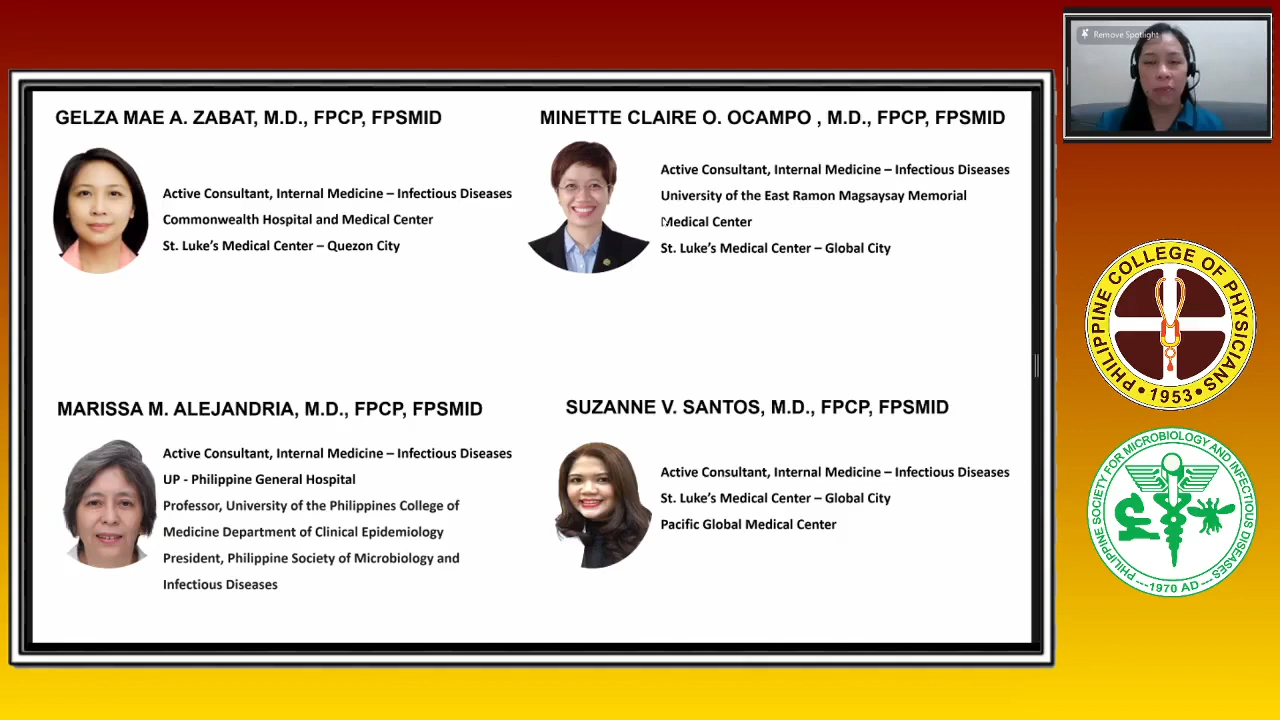 Remove Spotlight
GELZA MAE A. ZABAT, M.D., FPCP, FPSMID
Active Consultant, Internal Medicine – Infectious Diseases
Commonwealth Hospital and Medical Center
St. Luke's Medical Center – Quezon City
MINETTE CLAIRE O. OCAMPO , M.D., FPCP, FPSMID
Active Consultant, Internal Medicine – Infectious Diseases
University of the East Ramon Magsaysay Memorial
Medical Center
St. Luke's Medical Center – Global City
MARISSA M. ALEJANDRIA, M.D., FPCP, FPSMID
Active Consultant, Internal Medicine – Infectious Diseases
UP - Philippine General Hospital
Professor, University of the Philippines College of
Medicine Department of Clinical Epidemiology
President, Philippine Society of Microbiology and
Infectious Diseases
SUZANNE V. SANTOS, M.D., FPCP, FPSMID
Active Consultant, Internal Medicine – Infectious Diseases
St. Luke's Medical Center – Global City
Pacific Global Medical Center
PHILIPPINE COLLEGE OF PHYSICIANS
• 1953 •
PHILIPPINE SOCIETY FOR MICROBIOLOGY AND INFECTIOUS DISEASES
---1970 AD---